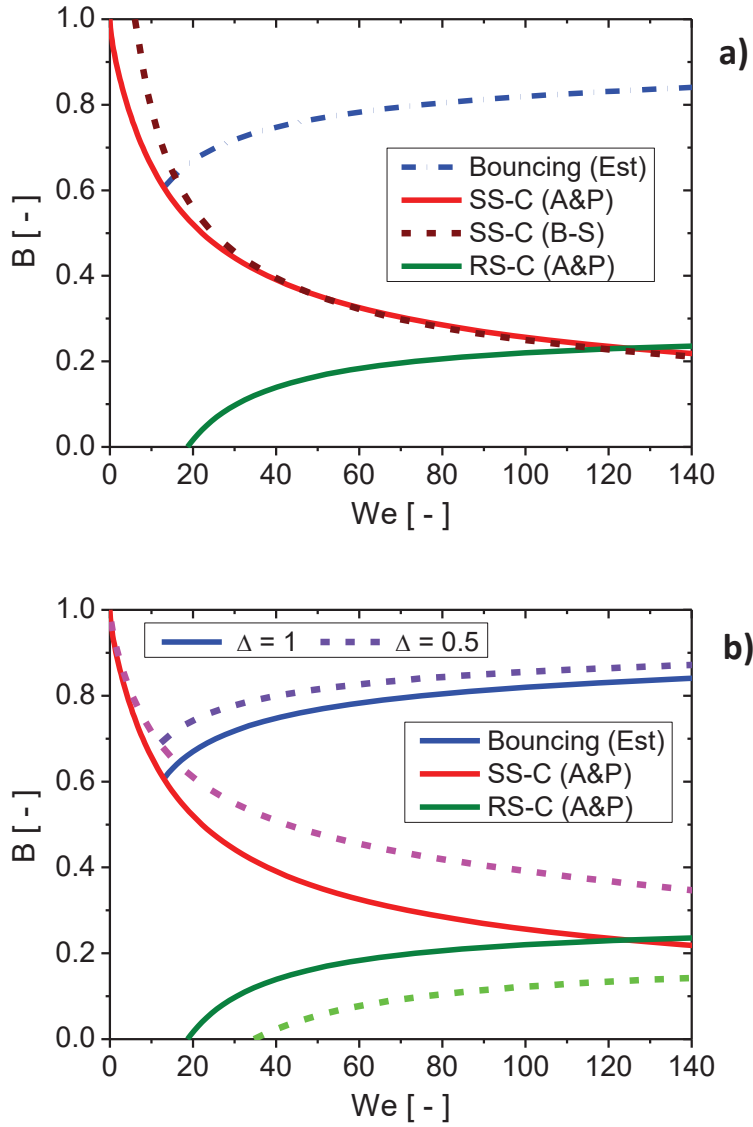 a)
1.0
0.8
0.6
0.4
0.2
0.0
B [ - ]
Bouncing (Est)
SS-C (A&P)
SS-C (B-S)
RS-C (A&P)
0 20 40 60 80 100 120 140
We [ - ]
b)
1.0
0.8
0.6
0.4
0.2
0.0
B [ - ]
Δ = 1 Δ = 0.5
Bouncing (Est)
SS-C (A&P)
RS-C (A&P)
0 20 40 60 80 100 120 140
We [ - ]